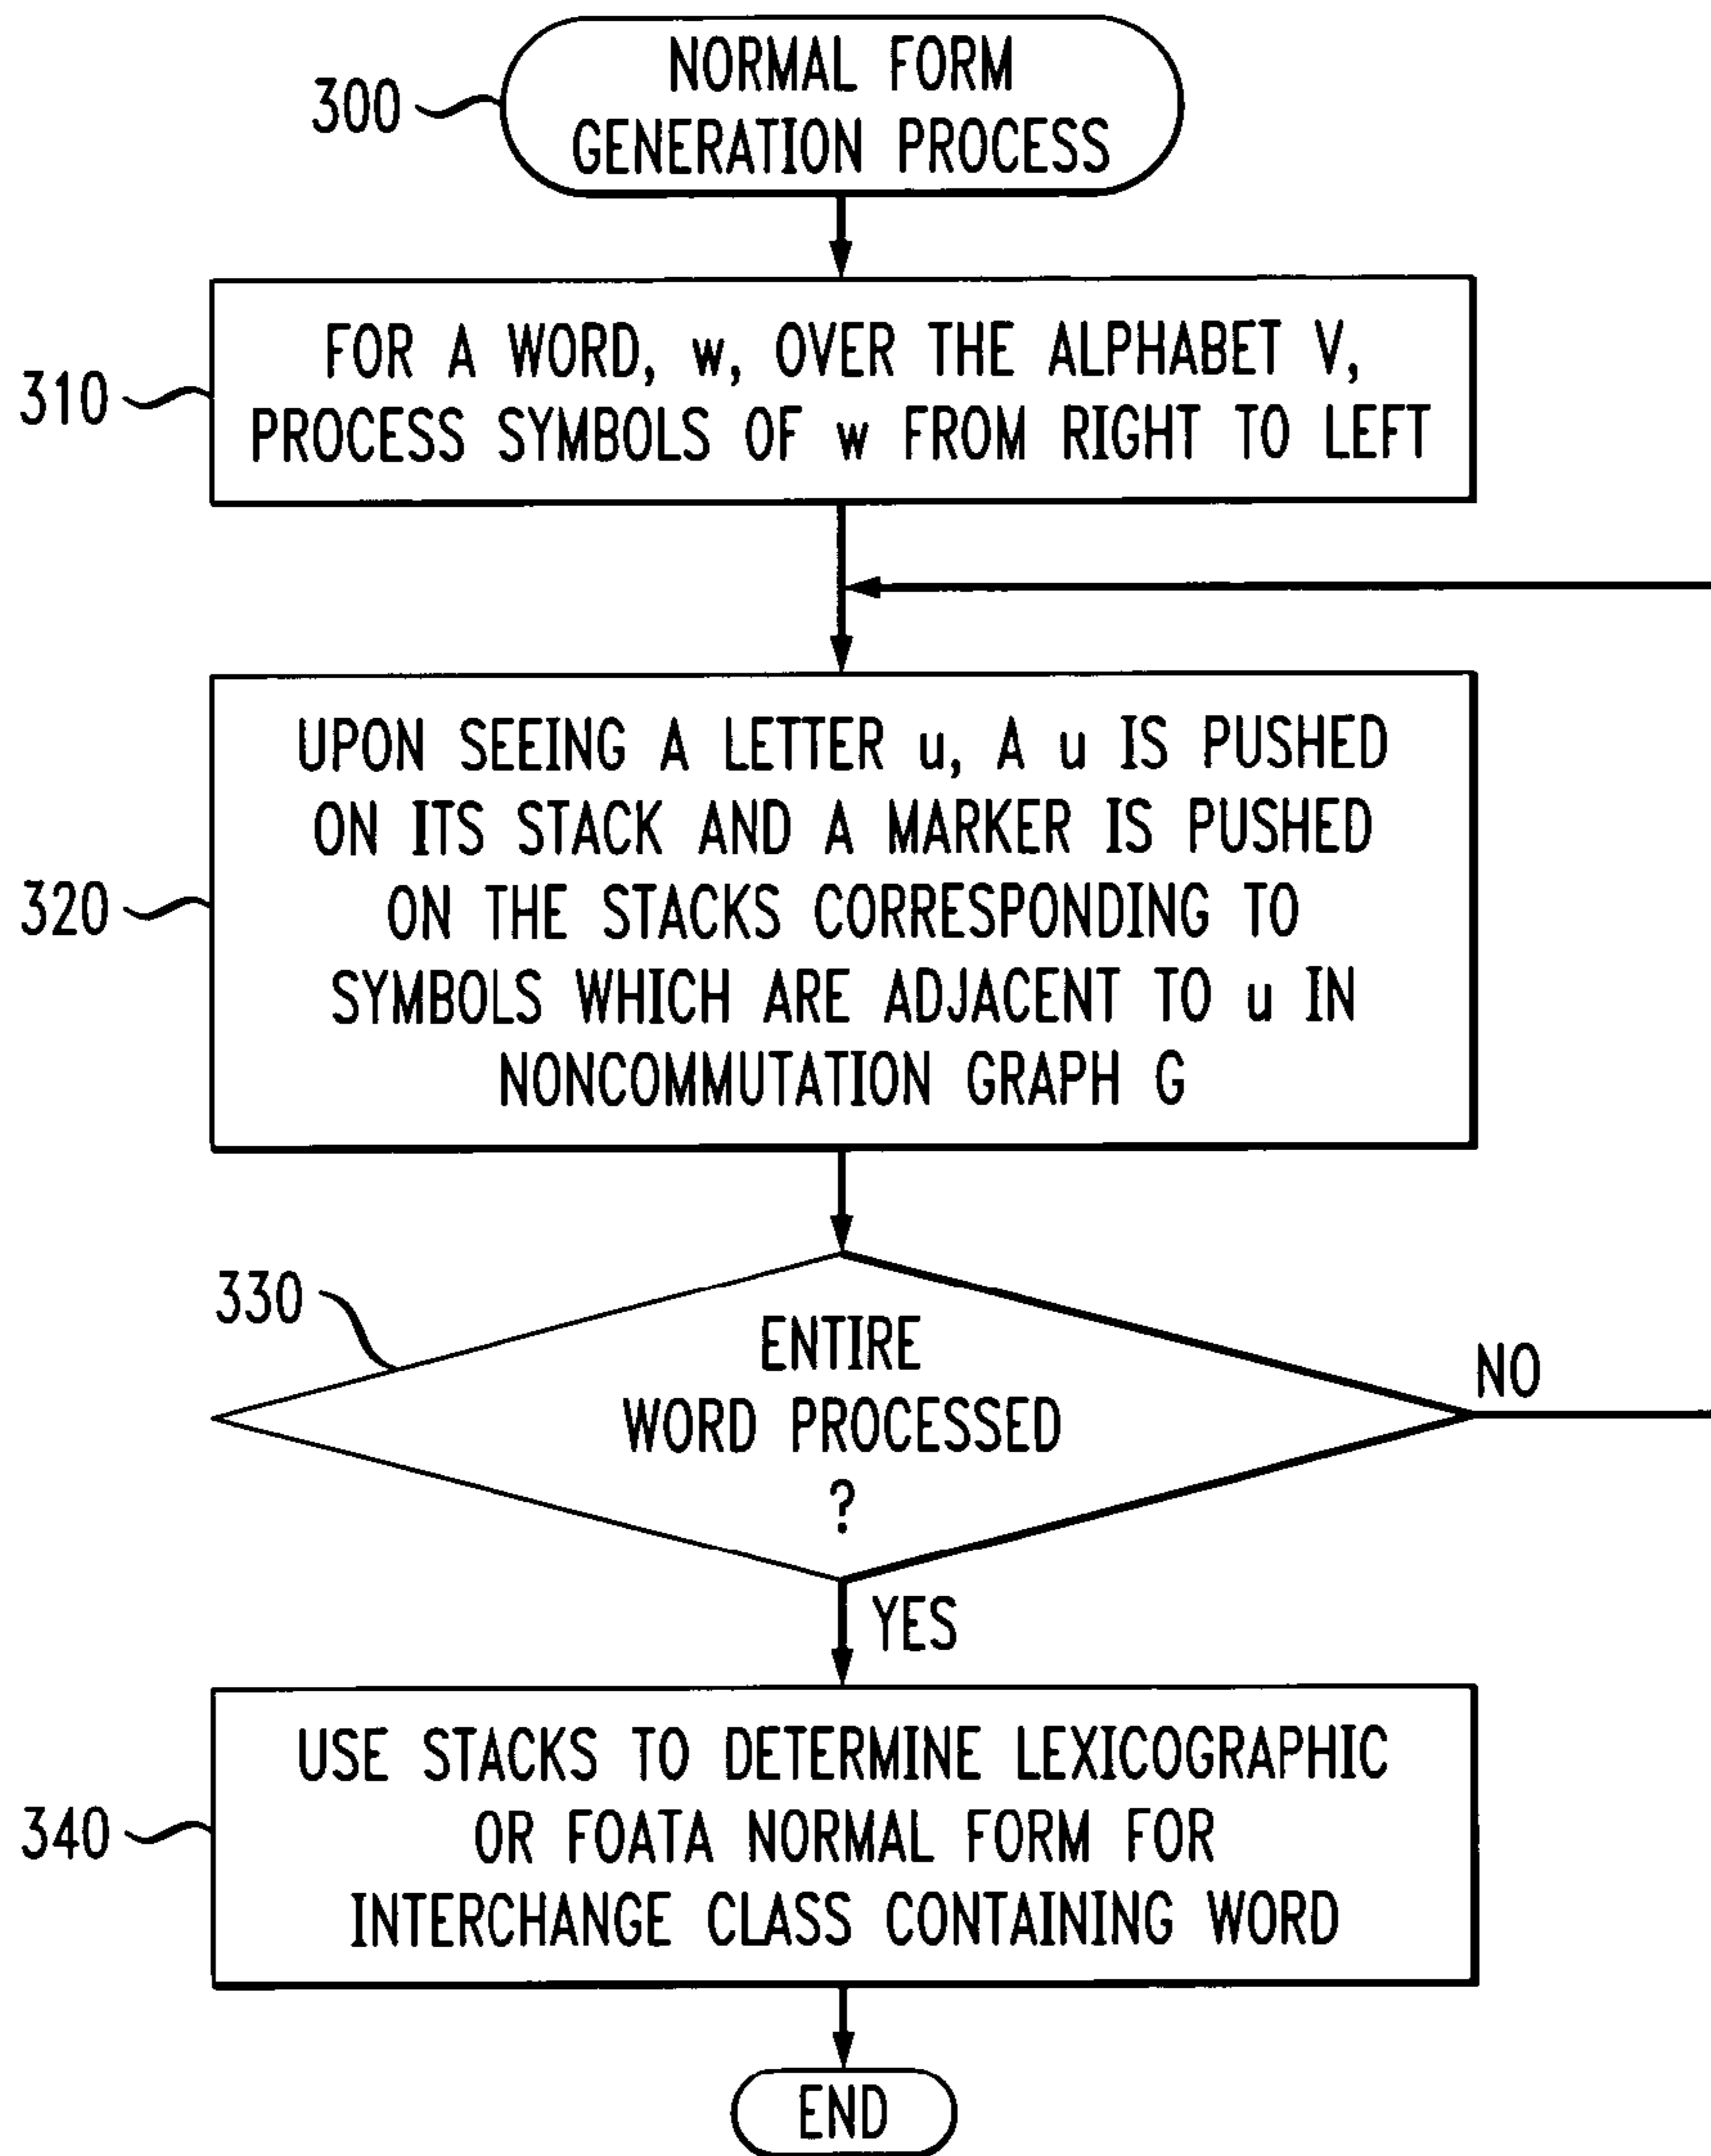 NORMAL FORM
GENERATION PROCESS
300
FOR A WORD, w, OVER THE ALPHABET V,
PROCESS SYMBOLS OF w FROM RIGHT TO LEFT
310
UPON SEEING A LETTER u, A u IS PUSHED
ON ITS STACK AND A MARKER IS PUSHED
ON THE STACKS CORRESPONDING TO
SYMBOLS WHICH ARE ADJACENT TO u IN
NONCOMMUTATION GRAPH G
320
330
ENTIRE
WORD PROCESSED
?
NO
YES
USE STACKS TO DETERMINE LEXICOGRAPHIC
OR FOATA NORMAL FORM FOR
INTERCHANGE CLASS CONTAINING WORD
340
END